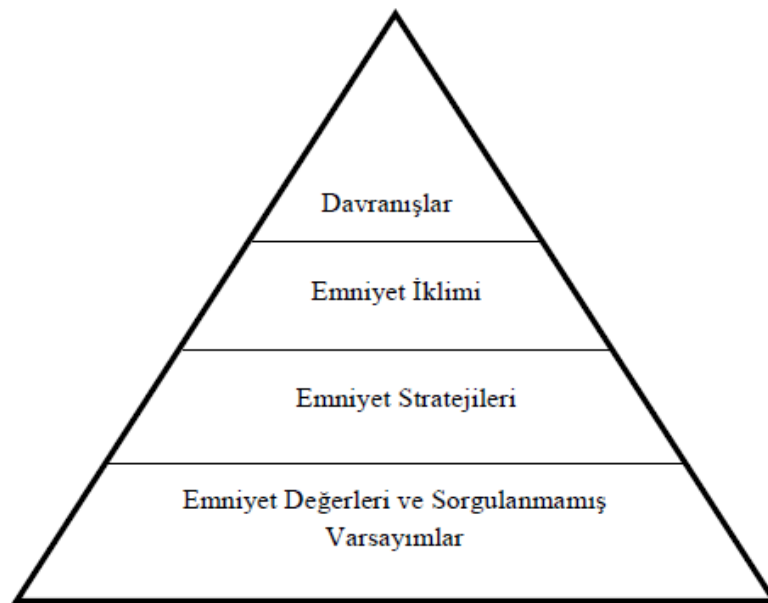 Davranışlar
Emniyet İklimi
Emniyet Stratejileri
Emniyet Değerleri ve Sorgulanmamış
Varsayımlar